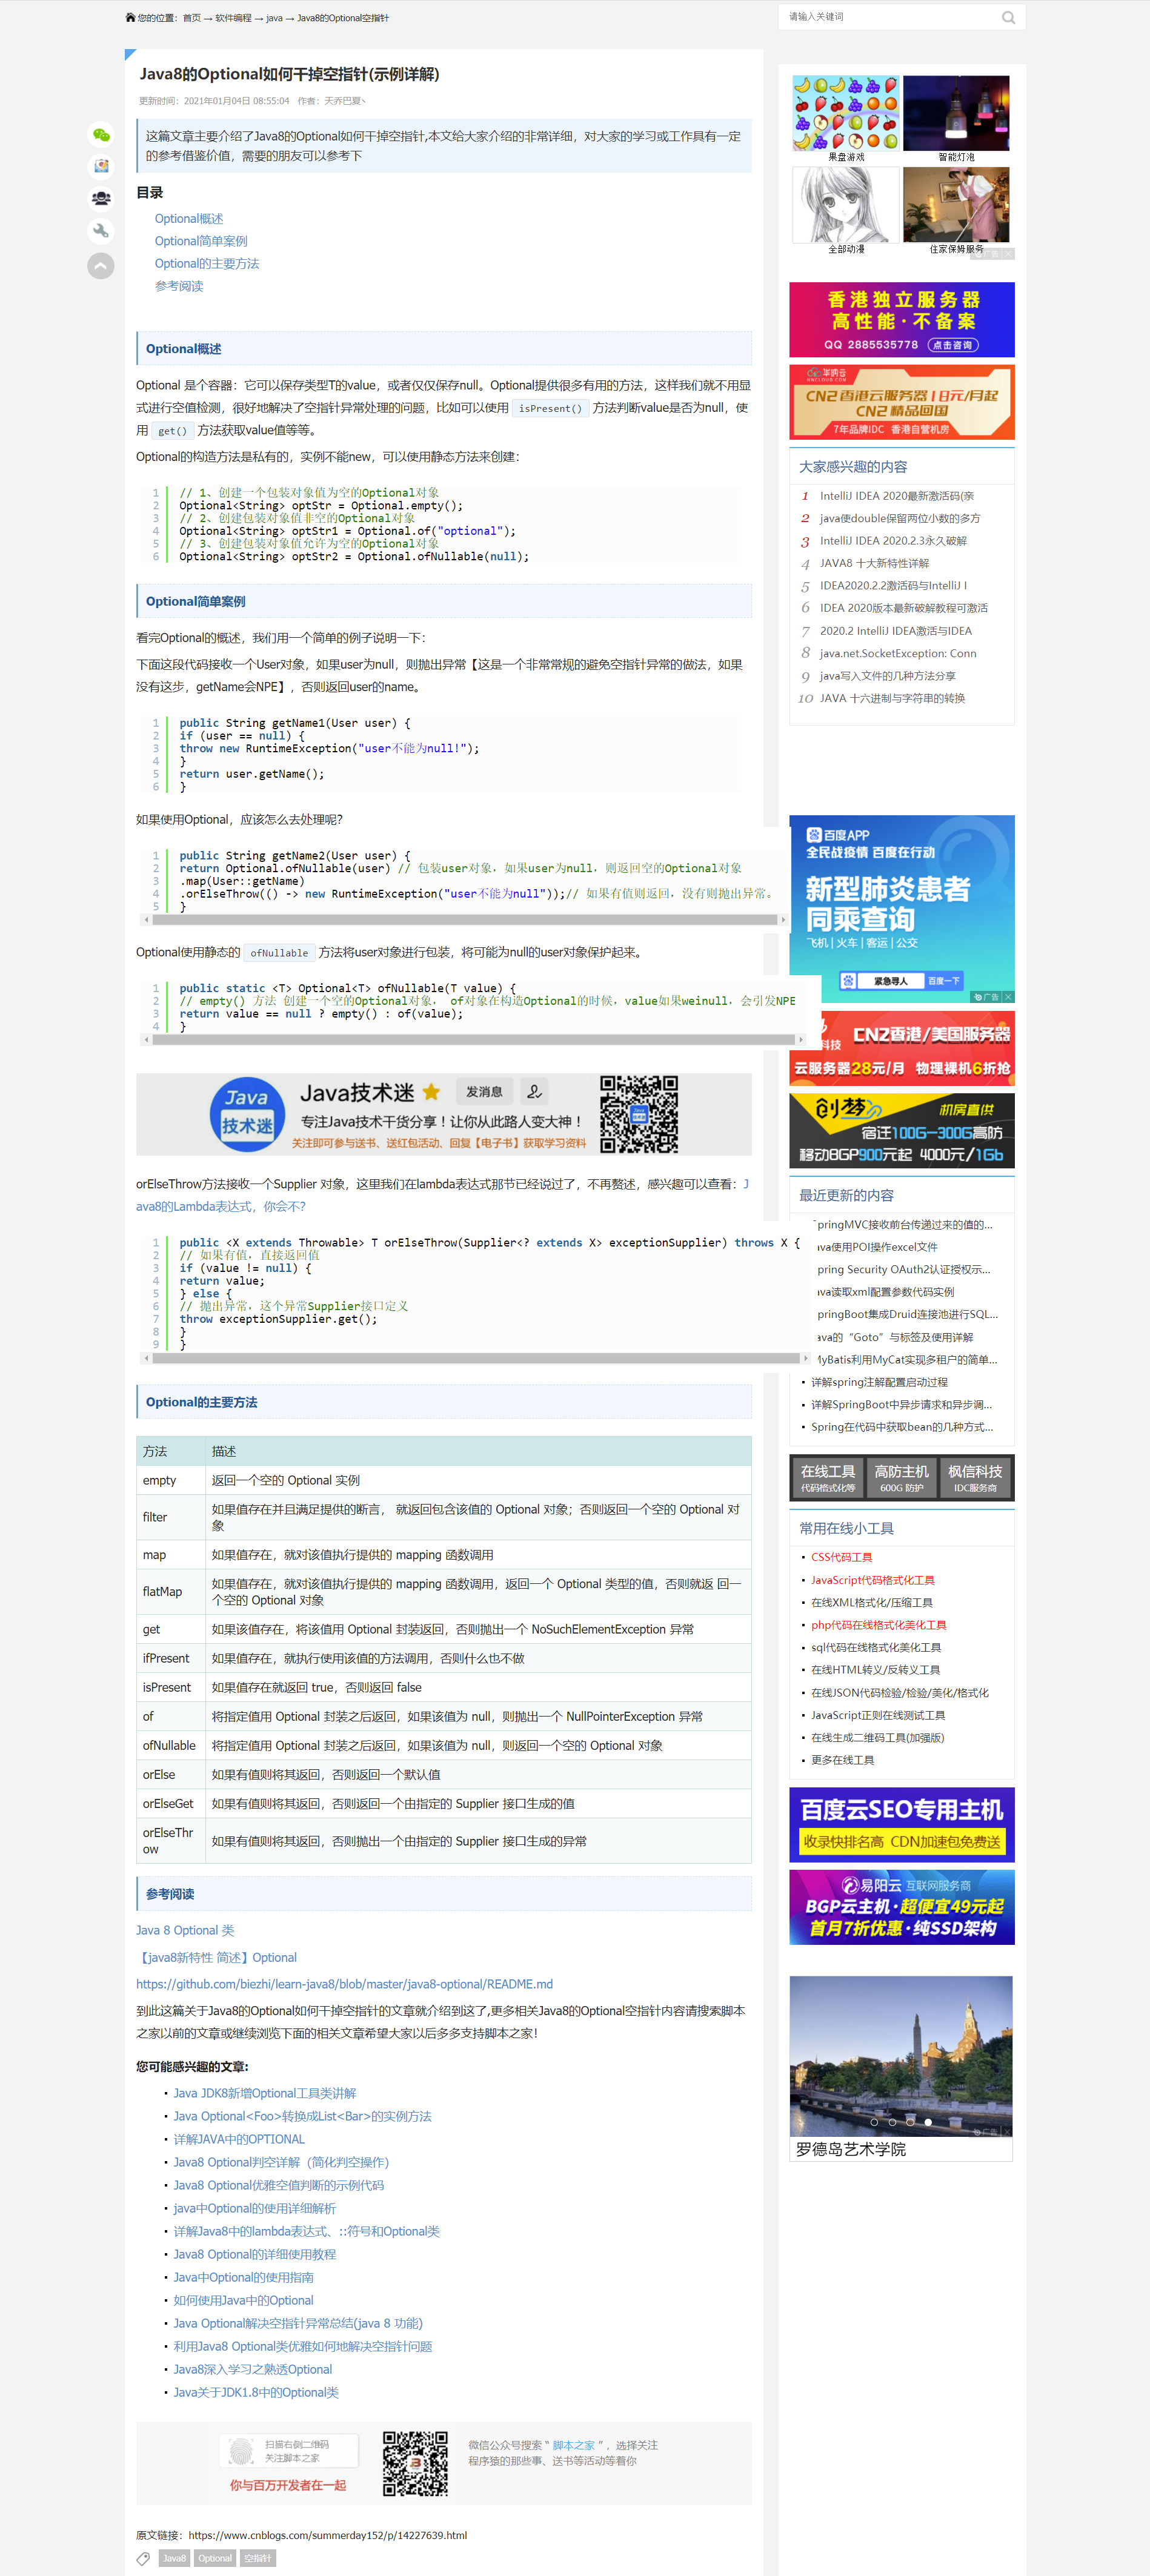 您的位置：首页 → 软件编程 → java → Java8的Optional空指针
请输入关键词
Java8的Optional如何干掉空指针(示例详解)
更新时间：2021年01月04日 08:55:04 作者：天乔巴夏丶
这篇文章主要介绍了Java8的Optional如何干掉空指针,本文给大家介绍的非常详细，对大家的学习或工作具有一定
的参考借鉴价值，需要的朋友可以参考下
目录
Optional概述
Optional简单案例
Optional的主要方法
参考阅读
Optional概述
Optional 是个容器：它可以保存类型T的value，或者仅仅保存null。Optional提供很多有用的方法，这样我们就不用显
式进行空值检测，很好地解决了空指针异常处理的问题，比如可以使用 isPresent() 方法判断value是否为null，使
用 get() 方法获取value值等等。
Optional的构造方法是私有的，实例不能new，可以使用静态方法来创建：
1 // 1、创建一个包装对象值为空的Optional对象
2 Optional<String> optStr = Optional.empty();
3 // 2、创建包装对象值非空的Optional对象
4 Optional<String> optStr1 = Optional.of("optional");
5 // 3、创建包装对象值允许为空的Optional对象
6 Optional<String> optStr2 = Optional.ofNullable(null);
Optional简单案例
看完Optional的概述，我们用一个简单的例子说明一下：
下面这段代码接收一个User对象，如果user为null，则抛出异常【这是一个非常常规的避免空指针异常的做法，如果
没有这步，getName会NPE】，否则返回user的name。
1 public String getName1(User user) {
2 if (user == null) {
3 throw new RuntimeException("user不能为null!");
4 }
5 return user.getName();
6 }
如果使用Optional，应该怎么去处理呢？
1 public String getName2(User user) {
2 return Optional.ofNullable(user) // 包装user对象，如果user为null，则返回空的Optional对象
3 .map(User::getName)
4 .orElseThrow(() -> new RuntimeException("user不能为null"));// 如果有值则返回，没有则抛出异常。
5 }
Optional使用静态的 ofNullable 方法将user对象进行包装，将可能为null的user对象保护起来。
1 public static <T> Optional<T> ofNullable(T value) {
2 // empty() 方法 创建一个空的Optional对象， of对象在构造Optional的时候，value如果weinull，会引发NPE
3 return value == null ? empty() : of(value);
4 }
Java
技术迷
Java技术迷
发消息
专注Java技术干货分享！让你从此路人变大神！
关注即可参与送书、送红包活动、回复【电子书】获取学习资料
orElseThrow方法接收一个Supplier 对象，这里我们在lambda表达式那节已经说过了，不再赘述，感兴趣可以查看：J
ava8的Lambda表达式，你会不？
1 public <X extends Throwable> T orElseThrow(Supplier<? extends X> exceptionSupplier) throws X {
2 // 如果有值，直接返回值
3 if (value != null) {
4 return value;
5 } else {
6 // 抛出异常，这个异常Supplier接口定义
7 throw exceptionSupplier.get();
8 }
9 }
Optional的主要方法
方法 描述
empty 返回一个空的 Optional 实例
filter 如果值存在并且满足提供的断言， 就返回包含该值的 Optional 对象；否则返回一个空的 Optional 对
象
map 如果值存在，就对该值执行提供的 mapping 函数调用
flatMap 如果值存在，就对该值执行提供的 mapping 函数调用，返回一个 Optional 类型的值，否则就返 回一
个空的 Optional 对象
get 如果该值存在，将该值用 Optional 封装返回，否则抛出一个 NoSuchElementException 异常
ifPresent 如果值存在，就执行使用该值的方法调用，否则什么也不做
isPresent 如果值存在就返回 true，否则返回 false
of 将指定值用 Optional 封装之后返回，如果该值为 null，则抛出一个 NullPointerException 异常
ofNullable 将指定值用 Optional 封装之后返回，如果该值为 null，则返回一个空的 Optional 对象
orElse 如果有值则将其返回，否则返回一个默认值
orElseGet 如果有值则将其返回，否则返回一个由指定的 Supplier 接口生成的值
orElseThr
ow 如果有值则将其返回，否则抛出一个由指定的 Supplier 接口生成的异常
参考阅读
Java 8 Optional 类
【java8新特性 简述】Optional
https://github.com/biezhi/learn-java8/blob/master/java8-optional/README.md
到此这篇关于Java8的Optional如何干掉空指针的文章就介绍到这了,更多相关Java8的Optional空指针内容请搜索脚本
之家以前的文章或继续浏览下面的相关文章希望大家以后多多支持脚本之家！
您可能感兴趣的文章:
Java JDK8新增Optional工具类讲解
Java Optional<Foo>转换成List<Bar>的实例方法
详解JAVA中的OPTIONAL
Java8 Optional判空详解（简化判空操作）
Java8 Optional优雅空值判断的示例代码
java中Optional的使用详细解析
详解Java8中的lambda表达式、::符号和Optional类
Java8 Optional的详细使用教程
Java中Optional的使用指南
如何使用Java中的Optional
Java Optional解决空指针异常总结(java 8 功能)
利用Java8 Optional类优雅如何地解决空指针问题
Java8深入学习之熟透Optional
Java关于JDK1.8中的Optional类
扫描右侧二维码
关注脚本之家
你与百万开发者在一起
微信公众号搜索 “ 脚本之家 ” ，选择关注
程序猿的那些事、送书等活动等着你
原文链接：https://www.cnblogs.com/summerday152/p/14227639.html
Java8 Optional 空指针
果盘游戏 智能灯泡
全部动漫 住家保姆服务
香港独立服务器
高性能·不备案
QQ 2885535778 点击咨询
华纳云
CN2 香港云服务器 18元/月起
CN2 精品回国
7年品牌IDC 香港自营机房
大家感兴趣的内容
1 IntelliJ IDEA 2020最新激活码(亲
2 java使double保留两位小数的多方
3 IntelliJ IDEA 2020.2.3永久破解
4 JAVA8 十大新特性详解
5 IDEA2020.2.2激活码与IntelliJ I
6 IDEA 2020版本最新破解教程可激活
7 2020.2 IntelliJ IDEA激活与IDEA
8 java.net.SocketException: Conn
9 java写入文件的几种方法分享
10 JAVA 十六进制与字符串的转换
百度APP
全民战疫情 百度在行动
新型肺炎患者
同乘查询
飞机 | 火车 | 客运 | 公交
紧急寻人 百度一下
广告
科技 CN2香港/美国服务器
云服务器28元/月 物理裸机6折抢
创梦 机房直供
宿迁100G-300G高防
移动8GP900元起 4000元/1Gb
最近更新的内容
pringMVC接收前台传递过来的值的...
ava使用POI操作excel文件
pring Security OAuth2认证授权示...
ava读取xml配置参数代码实例
pringBoot集成Druid连接池进行SQL...
ava的“Goto”与标签及使用详解
MyBatis利用MyCat实现多租户的简单...
详解spring注解配置启动过程
详解SpringBoot中异步请求和异步调...
Spring在代码中获取bean的几种方式...
在线工具 高防主机 枫信科技
代码格式化等 600G 防护 IDC服务商
常用在线小工具
CSS代码工具
JavaScript代码格式化工具
在线XML格式化/压缩工具
php代码在线格式化美化工具
sql代码在线格式化美化工具
在线HTML转义/反转义工具
在线JSON代码检验/检验/美化/格式化
JavaScript正则在线测试工具
在线生成二维码工具(加强版)
更多在线工具
百度云SEO专用主机
收录快排名高 CDN加速包免费送
易阳云 互联网服务商
BGP云主机·超便宜49元起
首月7折优惠·纯SSD架构
广告
罗德岛艺术学院